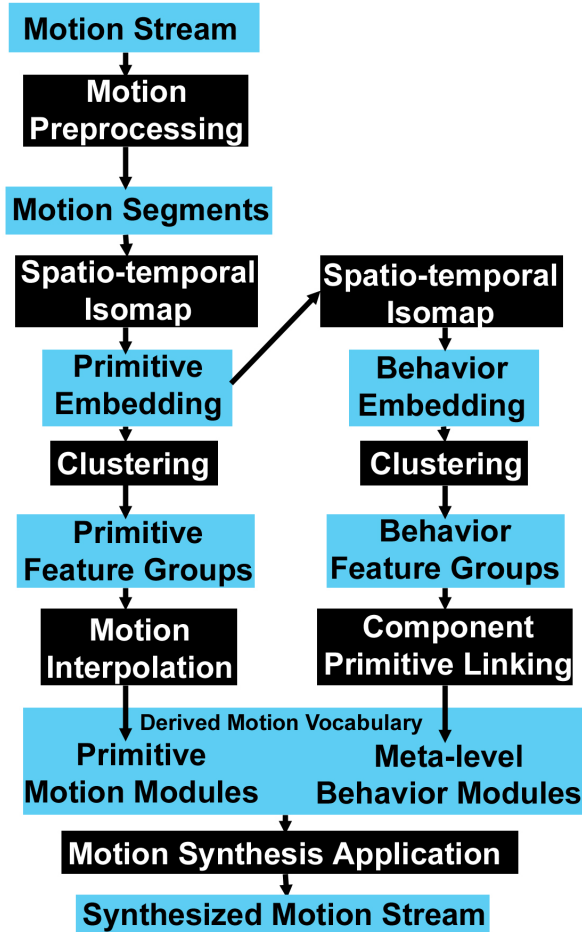 Motion Stream
Motion
Preprocessing
Motion Segments
Spatio-temporal
Isomap
Primitive
Embedding
Clustering
Primitive
Feature Groups
Motion
Interpolation
Spatio-temporal
Isomap
Behavior
Embedding
Clustering
Behavior
Feature Groups
Component
Primitive Linking
Derived Motion Vocabulary
Primitive
Motion Modules
Meta-level
Behavior Modules
Motion Synthesis Application
Synthesized Motion Stream